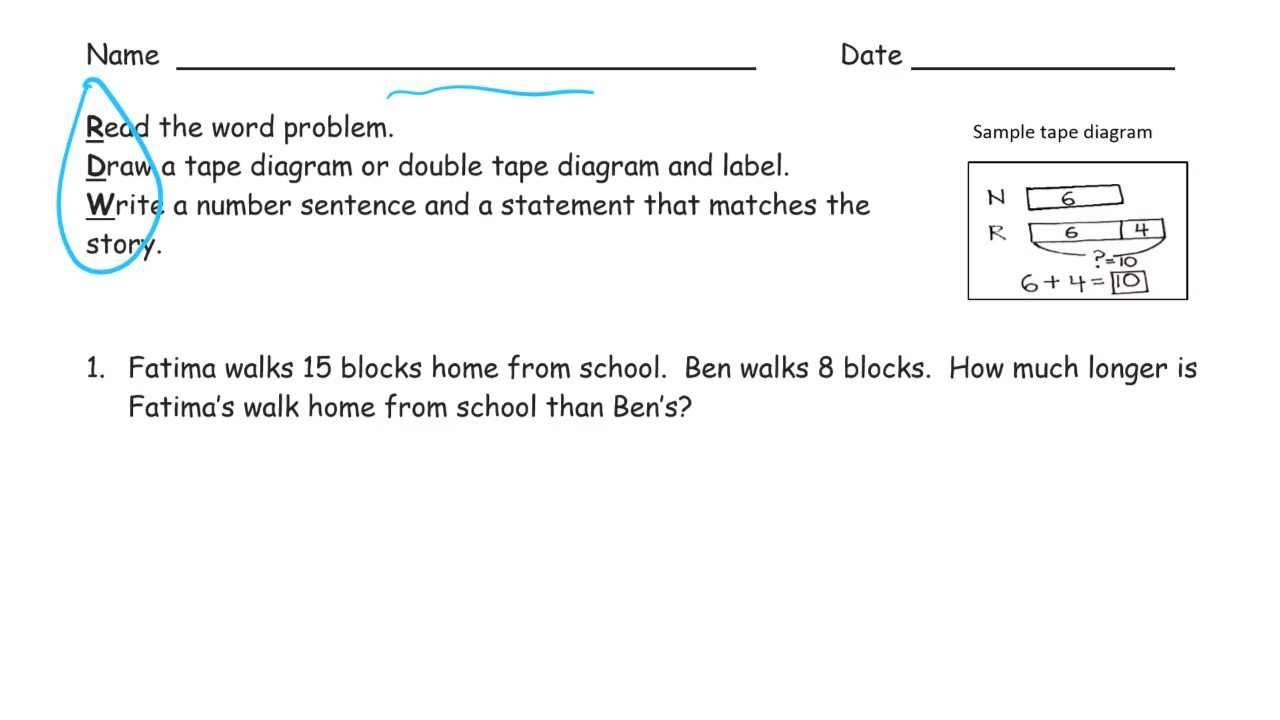 Name
Date
Read the word problem.
Draw a tape diagram or double tape diagram and label.
Write a number sentence and a statement that matches the
story.
Sample tape diagram
N 6
R 6 4
?=10
6+4=10
1. Fatima walks 15 blocks home from school. Ben walks 8 blocks. How much longer is
Fatima's walk home from school than Ben's?